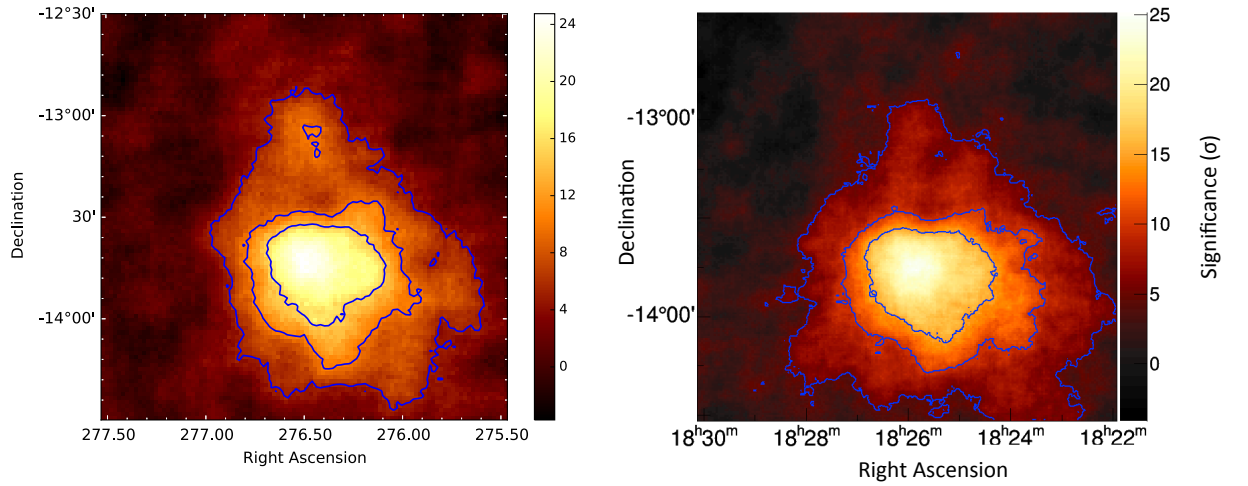 -12°30'
-13°00'
30'
-14°00'
Declination
277.50 277.00 276.50 276.00 275.50
Right Ascension
24
20
16
12
8
4
0
-13°00'
-14°00'
Declination
18ʰ30ᵐ 18ʰ28ᵐ 18ʰ26ᵐ 18ʰ24ᵐ 18ʰ22ᵐ
Right Ascension
25
20
15
10
5
0
Significance (σ)